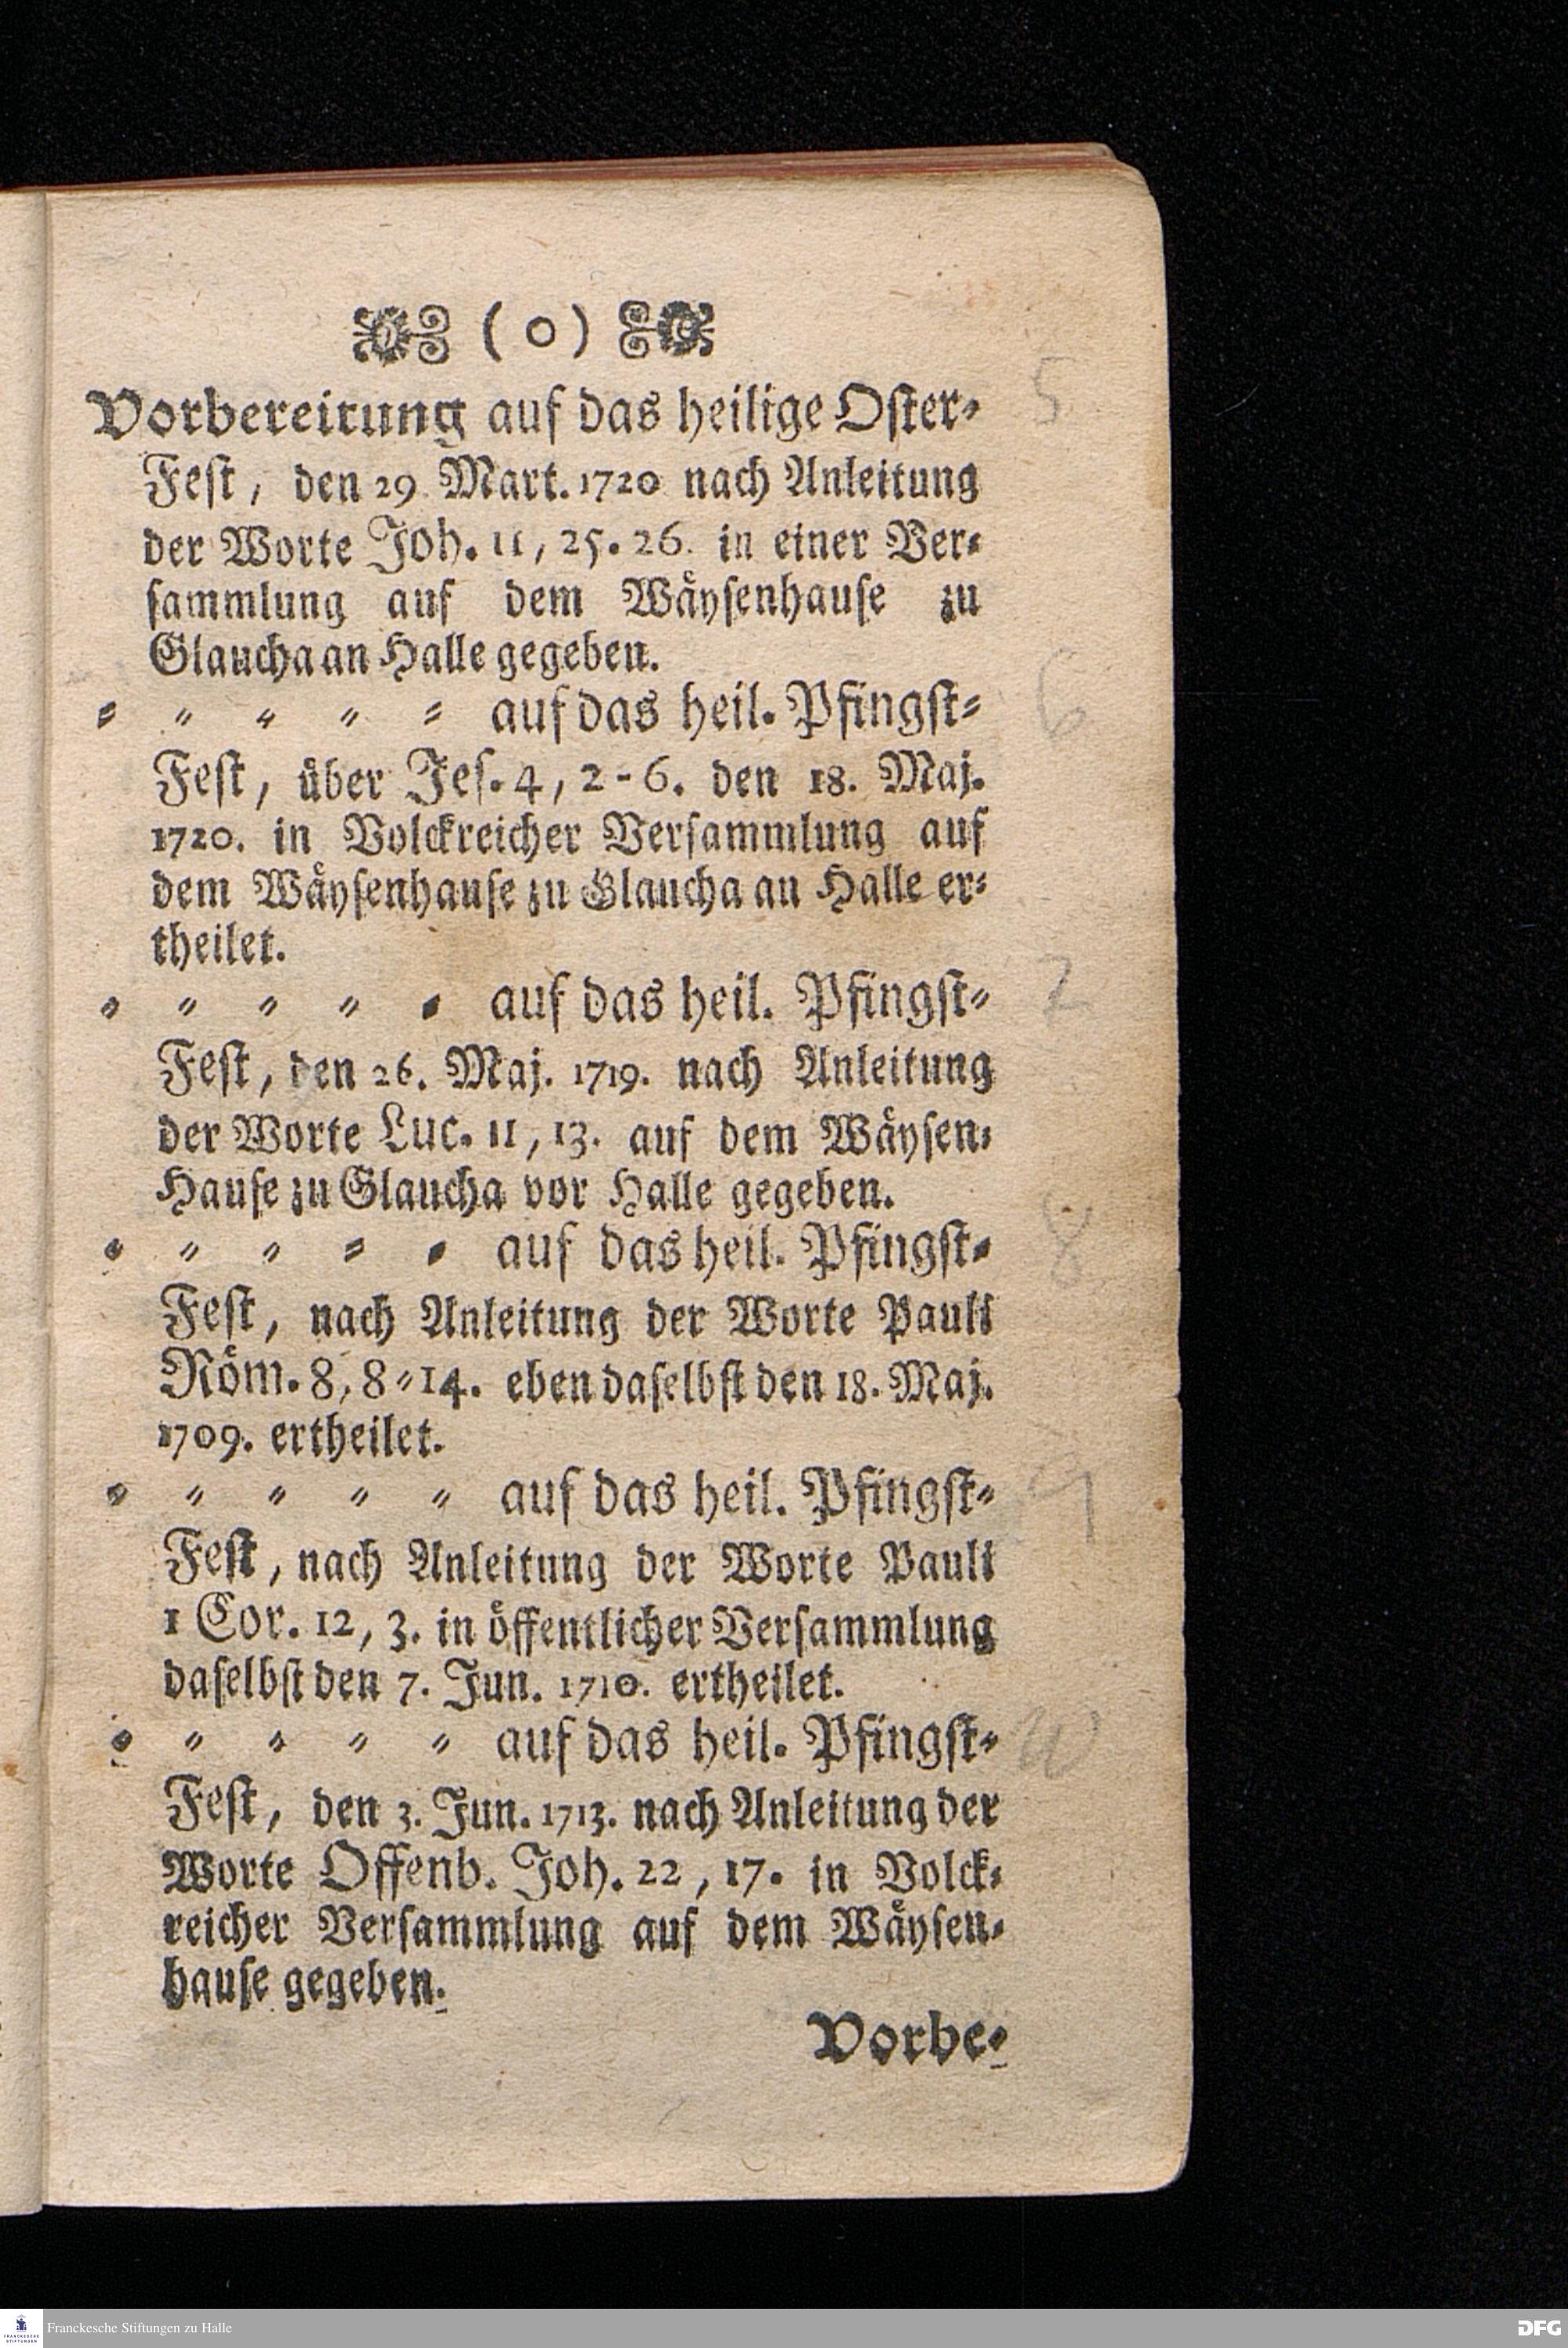 ( o )
Vorbereitung auf das heilige Oster-
5
Fest, den 29 Mart. 1720 nach Anleitung
der Worte Joh. 11, 25. 26. in einer Ver-
sammlung auf dem Wäysenhause zu
Glaucha an Halle gegeben.
= = = = = auf das heil. Pfingst-
6
Fest, über Jes. 4, 2-6. den 18. Maj.
1720. in Volckreicher Versammlung auf
dem Wäysenhause zu Glaucha an Halle er-
theilet.
= = = = = auf das heil. Pfingst-
7
Fest, den 26. Maj. 1719. nach Anleitung
der Worte Luc. 11, 13. auf dem Wäysen-
Hause zu Glaucha vor Halle gegeben.
= = = = = auf das heil. Pfingst-
8
Fest, nach Anleitung der Worte Pauli
Röm. 8, 8-14. eben daselbst den 18. Maj.
1709. ertheilet.
= = = = = auf das heil. Pfingst-
9
Fest, nach Anleitung der Worte Pauli
1 Cor. 12, 3. in öffentlicher Versammlung
daselbst den 7. Jun. 1710. ertheilet.
= = = = = auf das heil. Pfingst-
10
Fest, den 3. Jun. 1713. nach Anleitung der
Worte Offenb. Joh. 22, 17. in Volck-
reicher Versammlung auf dem Wäysen-
hause gegeben.
Vorbe-
FRANCKESCHE
STIFTUNGEN
Franckesche Stiftungen zu Halle
DFG